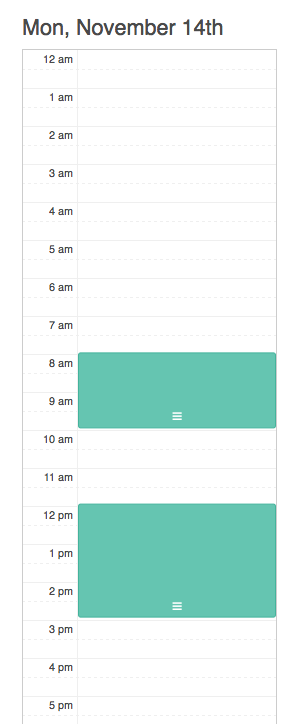 Mon, November 14th
12 am
1 am
2 am
3 am
4 am
5 am
6 am
7 am
8 am
9 am
10 am
11 am
12 pm
1 pm
2 pm
3 pm
4 pm
5 pm